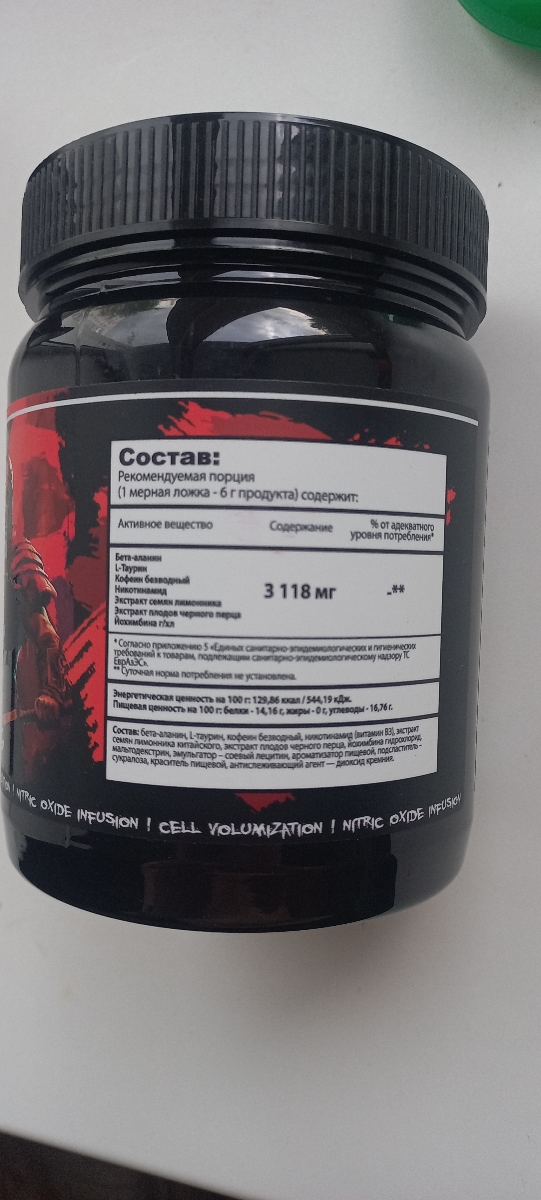 Состав:
Рекомендуемая порция
(1 мерная ложка - 6 г продукта) содержит:
Активное вещество
Содержание
% от адекватного
уровня потребления*
Бета-аланин
L-Таурин
Кофеин безводный
Никотинамид
Экстракт семян лимонника
Экстракт плодов черного перца
Йохимбина г/хл
3 118 мг
-**
* Согласно приложению 5 «Единых санитарно-эпидемиологических и гигиенических
требований к товарам, подлежащим санитарно-эпидемиологическому надзору ТС
ЕврАзЭС».
** Суточная норма потребления не установлена.
Энергетическая ценность на 100 г: 129,86 ккал / 544,19 кДж.
Пищевая ценность на 100 г: белки - 14,16 г, жиры - 0 г, углеводы - 16,76 г.
Состав: бета-аланин, L-таурин, кофеин безводный, никотинамид (витамин B3), экстракт
семян лимонника китайского, экстракт плодов черного перца, йохимбина гидрохлорид,
мальтодекстрин, эмульгатор – соевый лецитин, ароматизатор пищевой, подсластитель –
сукралоза, краситель пищевой, антислеживающий агент — диоксид кремния.
NITRIC OXIDE INFUSION | CELL VOLUMIZATION | NITRIC OXIDE INFUSION